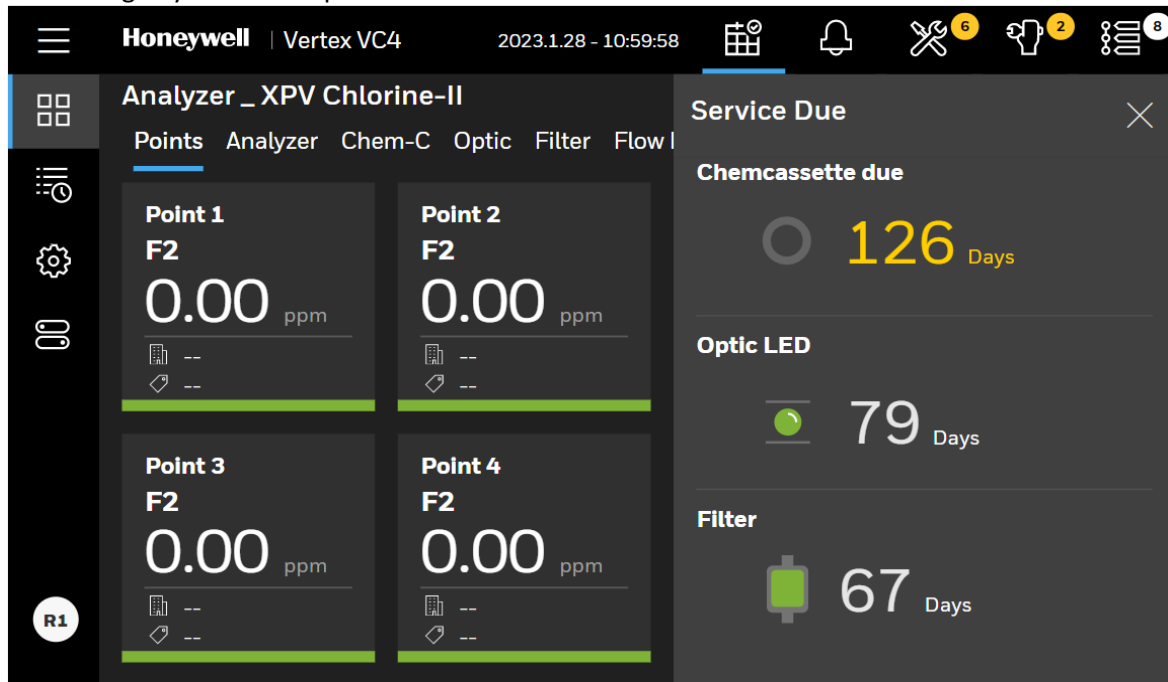 Honeywell | Vertex VC4 2023.1.28 - 10:59:58 6 2 8
Analyzer _ XPV Chlorine-II
Points Analyzer Chem-C Optic Filter Flow
Point 1
F2
0.00 ppm
--
--
Point 2
F2
0.00 ppm
--
--
Point 3
F2
0.00 ppm
--
--
Point 4
F2
0.00 ppm
--
--
R1
Service Due
Chemcassette due
126 Days
Optic LED
79 Days
Filter
67 Days